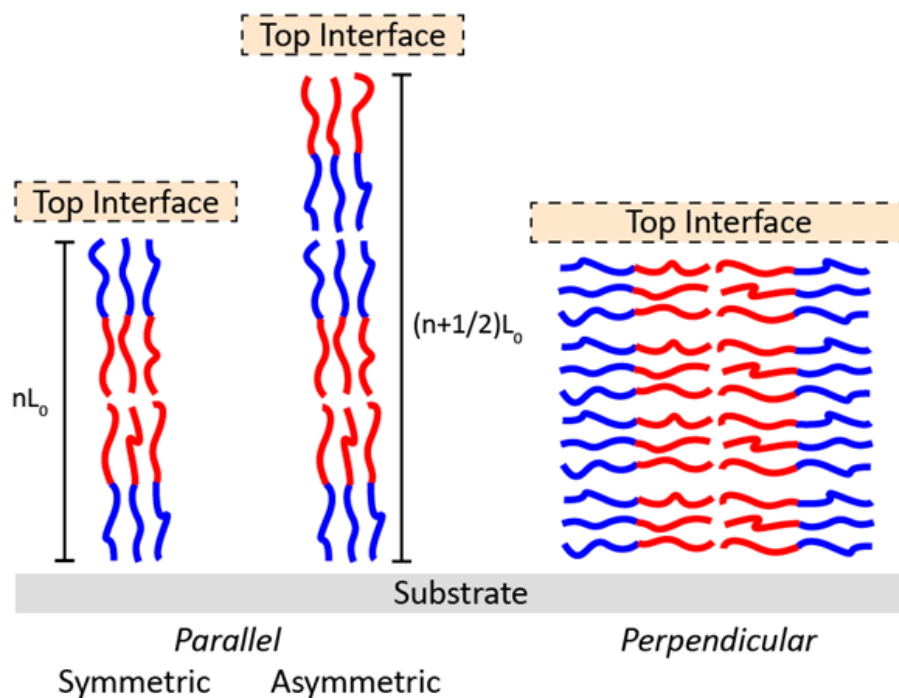 Top Interface
Top Interface
Top Interface
nL₀
(n+1/2)L₀
Substrate
Parallel
Perpendicular
Symmetric
Asymmetric